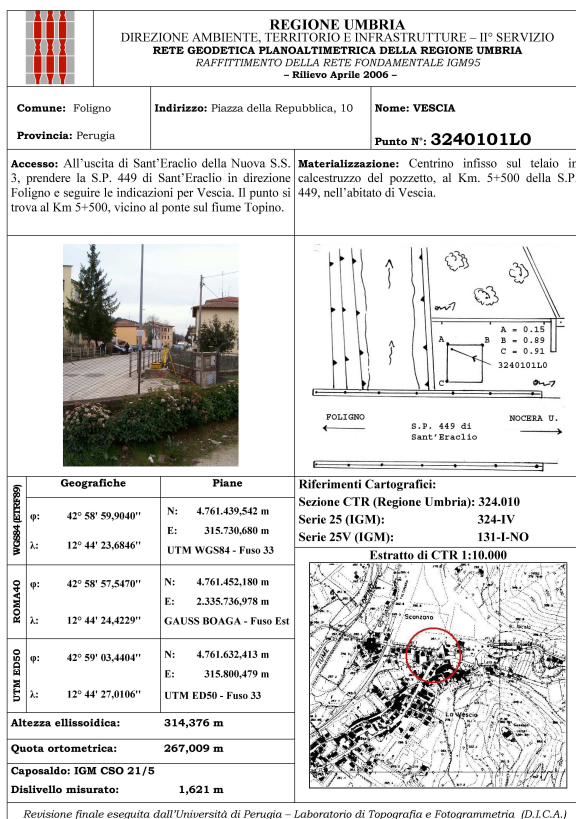 REGIONE UMBRIA
DIREZIONE AMBIENTE, TERRITORIO E INFRASTRUTTURE – II° SERVIZIO
RETE GEODETICA PLANOALTIMETRICA DELLA REGIONE UMBRIA
RAFFITTIMENTO DELLA RETE FONDAMENTALE IGM95
– Rilievo Aprile 2006 –
Comune: Foligno
Provincia: Perugia
Indirizzo: Piazza della Repubblica, 10
Nome: VESCIA
Punto N°: 3240101L0
Accesso: All'uscita di Sant'Eraclio della Nuova S.S.
3, prendere la S.P. 449 di Sant'Eraclio in direzione
Foligno e seguire le indicazioni per Vescia. Il punto si
trova al Km 5+500, vicino al ponte sul fiume Topino.
Materializzazione: Centrino infisso sul telaio in
calcestruzzo del pozzetto, al Km. 5+500 della S.P.
449, nell'abitato di Vescia.
A = 0.15
B = 0.89
C = 0.91
3240101L0
A
B
C
FOLIGNO
S.P. 449 di
Sant'Eraclio
NOCERA U.
Geografiche
Piane
WGS84 (ETRF89)
φ: 42° 58' 59,9040''
λ: 12° 44' 23,6846''
N: 4.761.439,542 m
E: 315.730,680 m
UTM WGS84 - Fuso 33
ROMA40
φ: 42° 58' 57,5470''
λ: 12° 44' 24,4229''
N: 4.761.452,180 m
E: 2.335.736,978 m
GAUSS BOAGA - Fuso Est
UTM ED50
φ: 42° 59' 03,4404''
λ: 12° 44' 27,0106''
N: 4.761.632,413 m
E: 315.800,479 m
UTM ED50 - Fuso 33
Altezza ellissoidica: 314,376 m
Quota ortometrica: 267,009 m
Caposaldo: IGM CSO 21/5
Dislivello misurato: 1,621 m
Riferimenti Cartografici:
Sezione CTR (Regione Umbria): 324.010
Serie 25 (IGM): 324-IV
Serie 25V (IGM): 131-I-NO
Estratto di CTR 1:10.000
Scanzano
FIUME
La Vescia
Revisione finale eseguita dall'Università di Perugia – Laboratorio di Topografia e Fotogrammetria (D.I.C.A.)